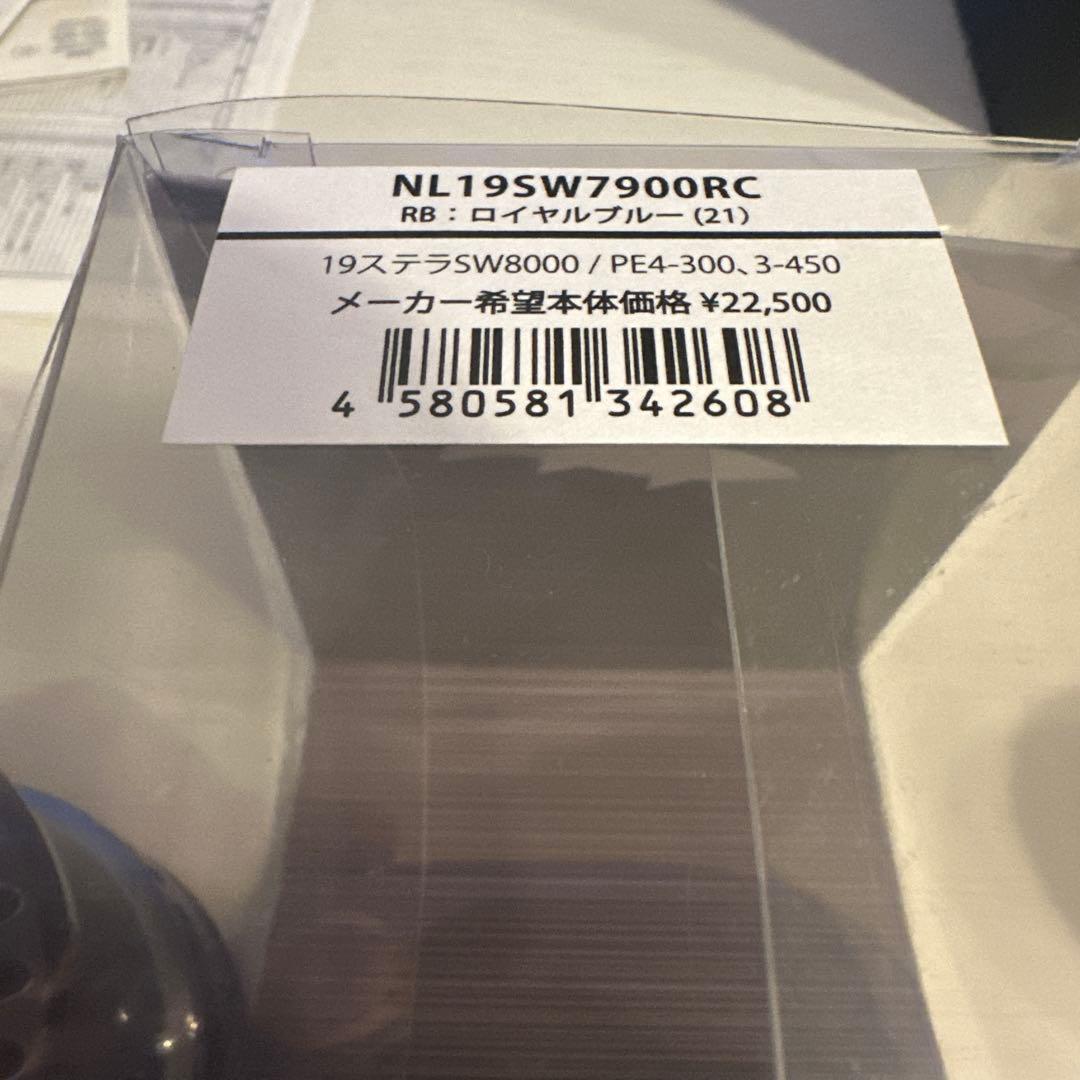 NL19SW7900RC
RB：ロイヤルブルー (21)
19ステラSW8000 / PE4-300、3-450
メーカー希望本体価格 ¥22,500
4 580581 342608